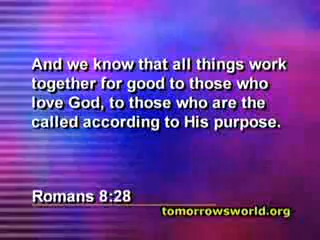 And we know that all things work
together for good to those who
love God, to those who are the
called according to His purpose.
Romans 8:28
tomorrowsworld.org